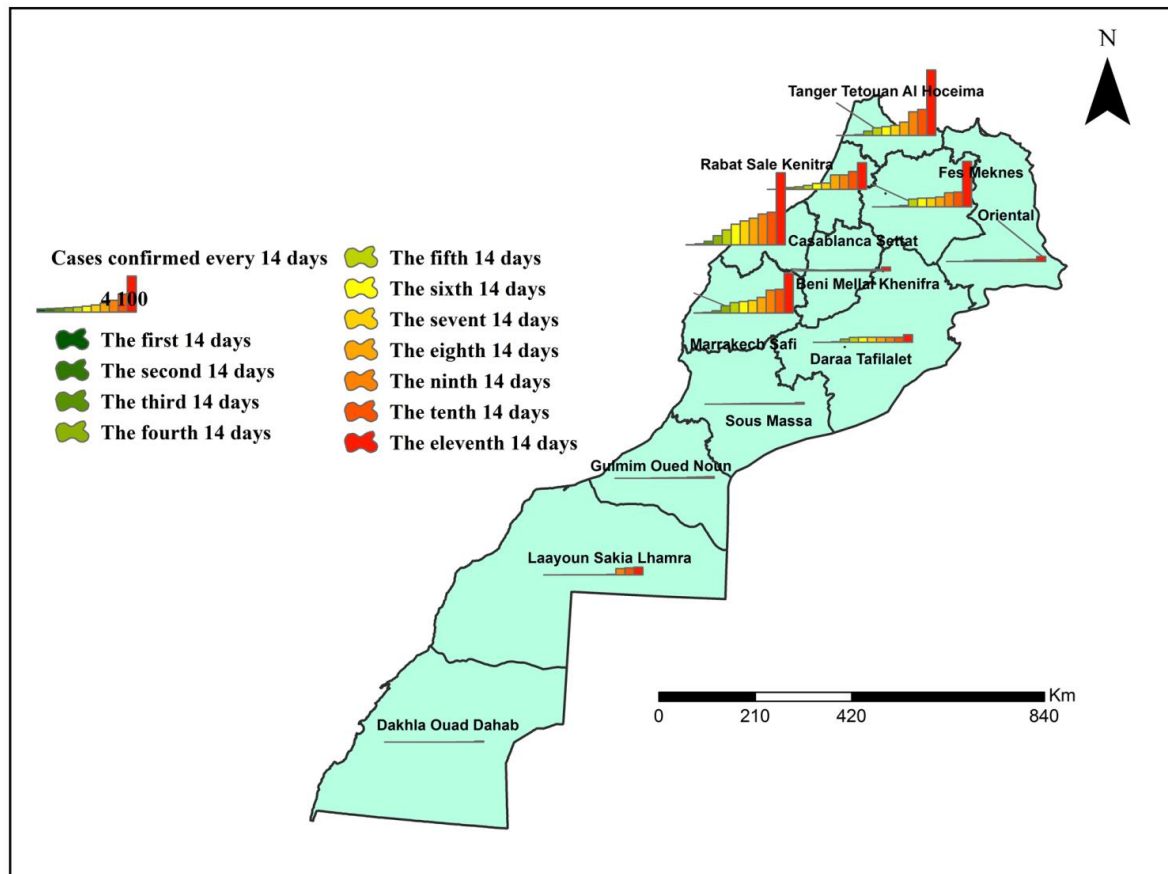 N
Tanger Tetouan Al Hoceima
Rabat Sale Kenitra
Fes Meknes
Oriental
Casablanca Settat
Beni Mellal Khenifra
Marrakech Safi
Daraa Tafilalet
Sous Massa
Gulmim Oued Noun
Laayoun Sakia Lhamra
Dakhla Ouad Dahab
Cases confirmed every 14 days
4 100
The first 14 days
The second 14 days
The third 14 days
The fourth 14 days
The fifth 14 days
The sixth 14 days
The sevent 14 days
The eighth 14 days
The ninth 14 days
The tenth 14 days
The eleventh 14 days
Km
0 210 420 840